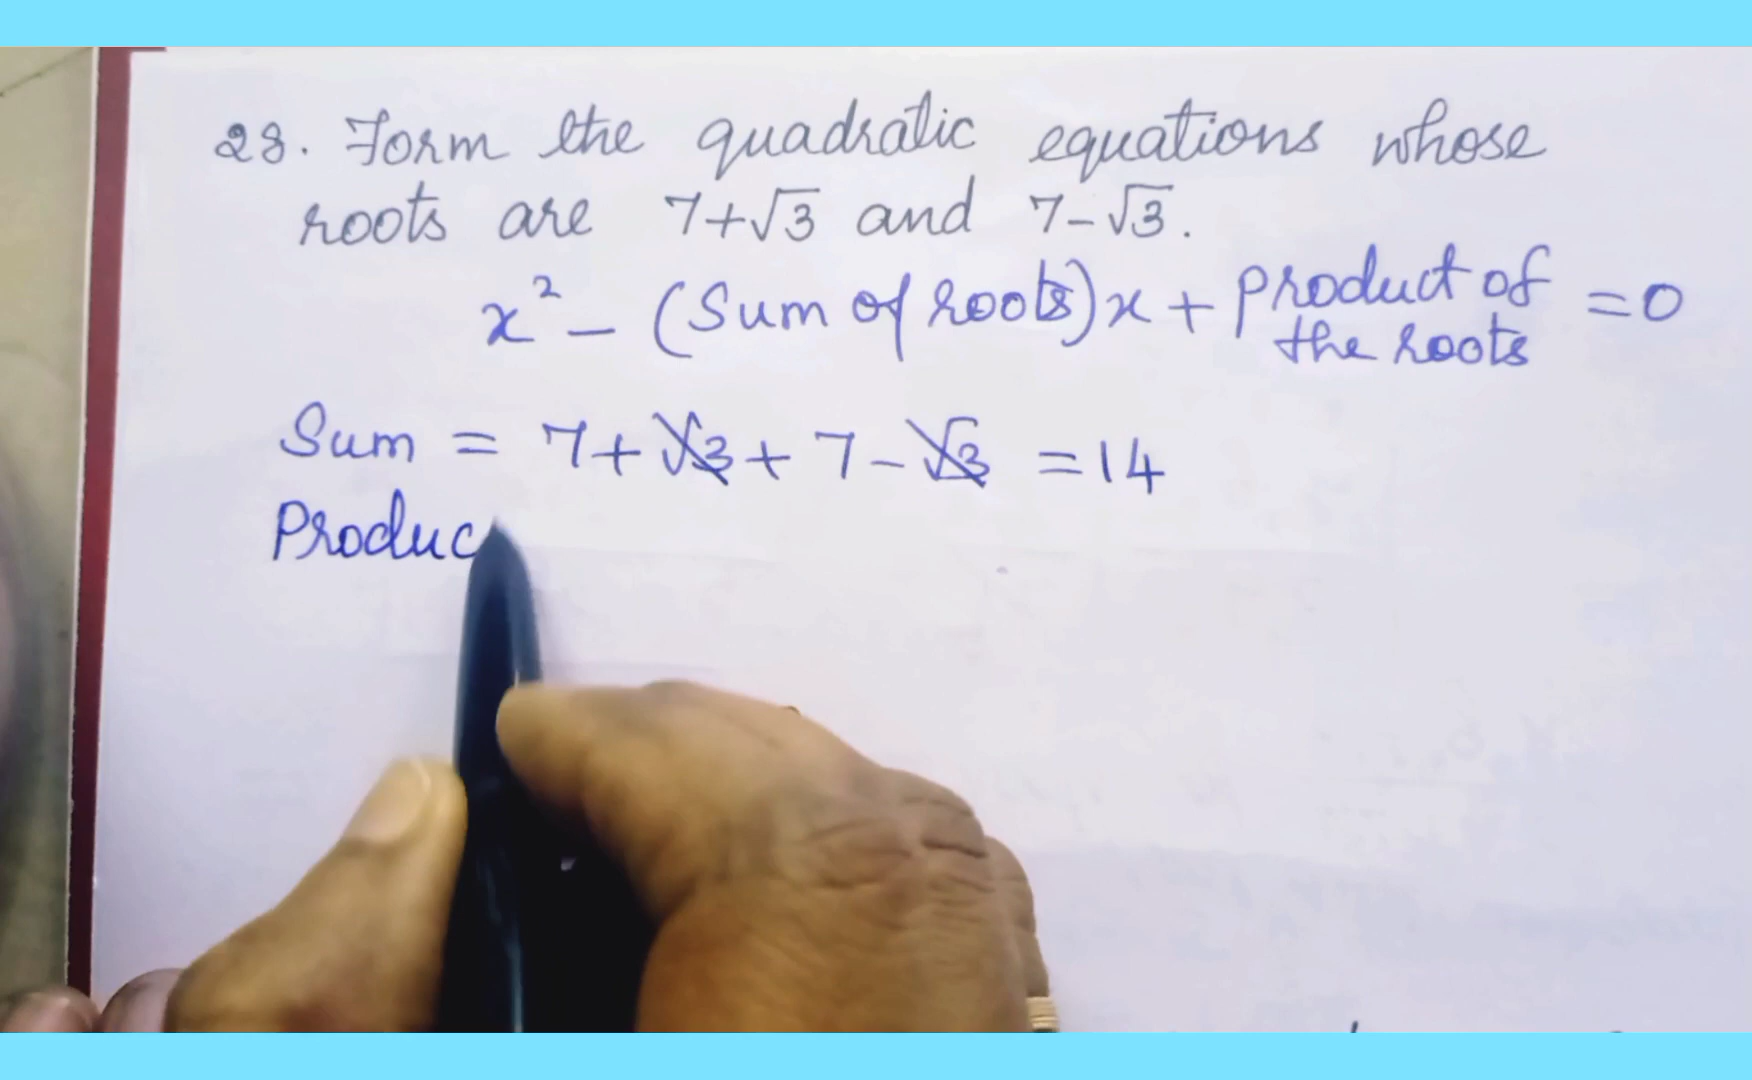 28. Form the quadratic equations whose
roots are 7+√3 and 7-√3.
x² - (Sum of roots)x + product of the roots = 0
Sum = 7+√3 + 7-√3 = 14
Produc